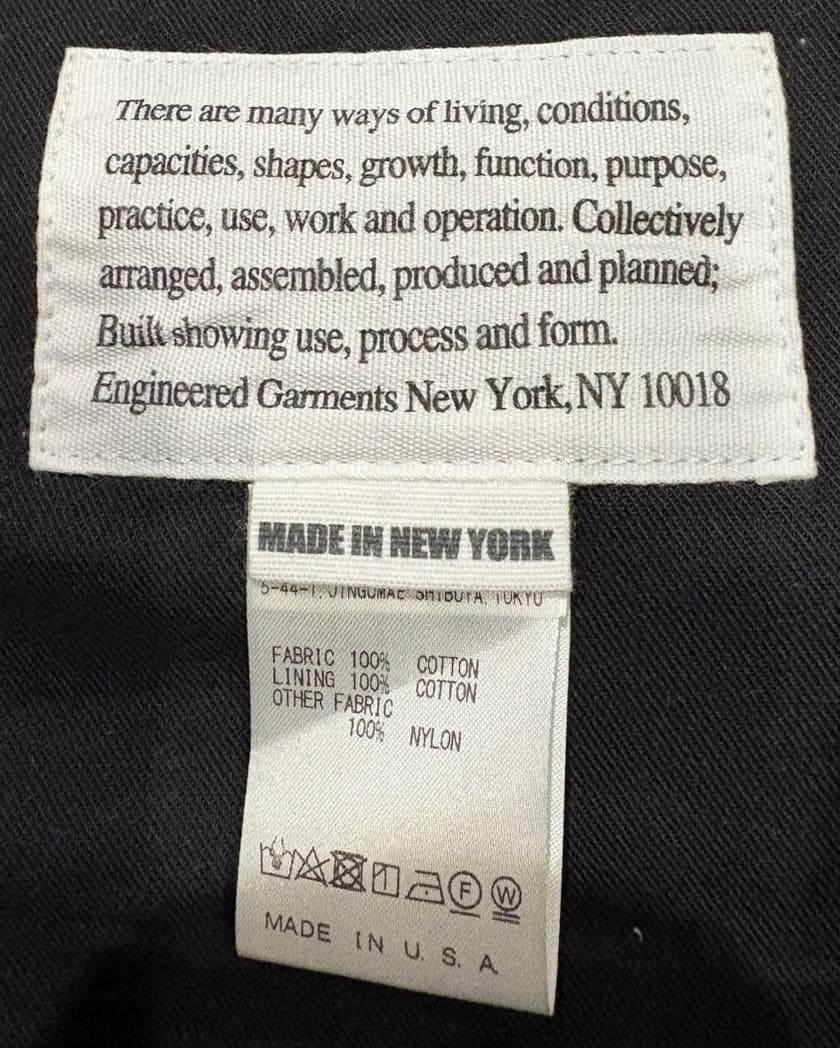 There are many ways of living, conditions,
capacities, shapes, growth, function, purpose,
practice, use, work and operation. Collectively
arranged, assembled, produced and planned;
Built showing use, process and form.
Engineered Garments New York, NY 10018
MADE IN NEW YORK
5-44-1, JINGUMAE SHIBUYA, TOKYO
FABRIC 100% COTTON
LINING 100% COTTON
OTHER FABRIC
100% NYLON
F W
MADE IN U. S. A